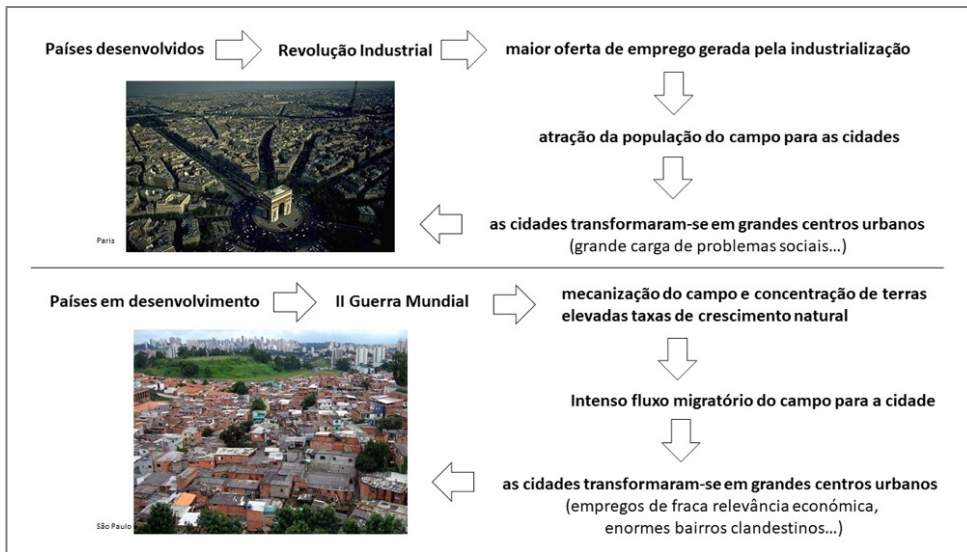 Países desenvolvidos
Revolução Industrial
maior oferta de emprego gerada pela industrialização
atração da população do campo para as cidades
as cidades transformaram-se em grandes centros urbanos
(grande carga de problemas sociais...)
Paris
Países em desenvolvimento
II Guerra Mundial
mecanização do campo e concentração de terras
elevadas taxas de crescimento natural
Intenso fluxo migratório do campo para a cidade
as cidades transformaram-se em grandes centros urbanos
(empregos de fraca relevância económica,
enormes bairros clandestinos...)
São Paulo